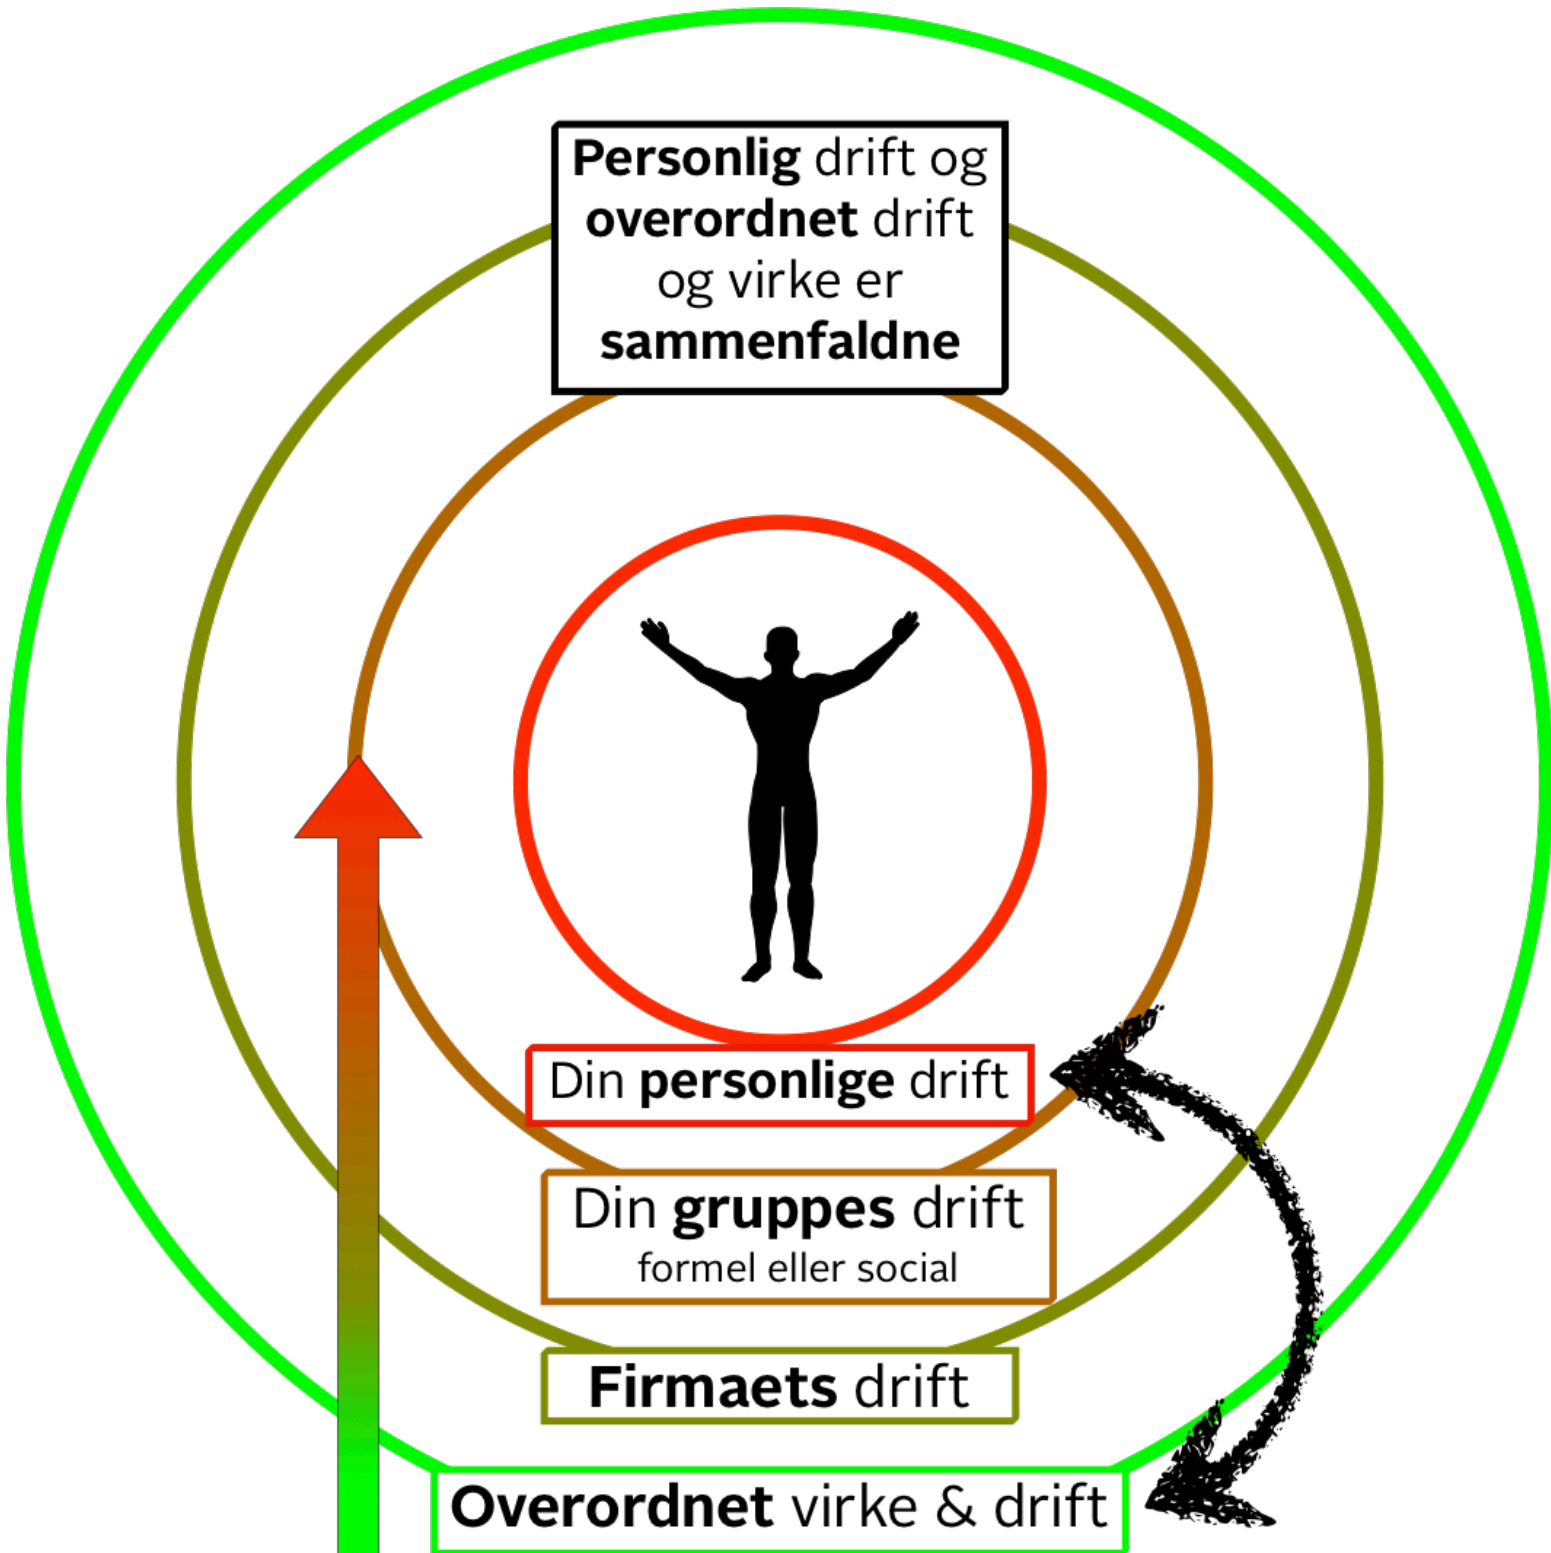 Personlig drift og
overordnet drift
og virke er
sammenfaldne
Din personlige drift
Din gruppes drift
formel eller social
Firmaets drift
Overordnet virke & drift